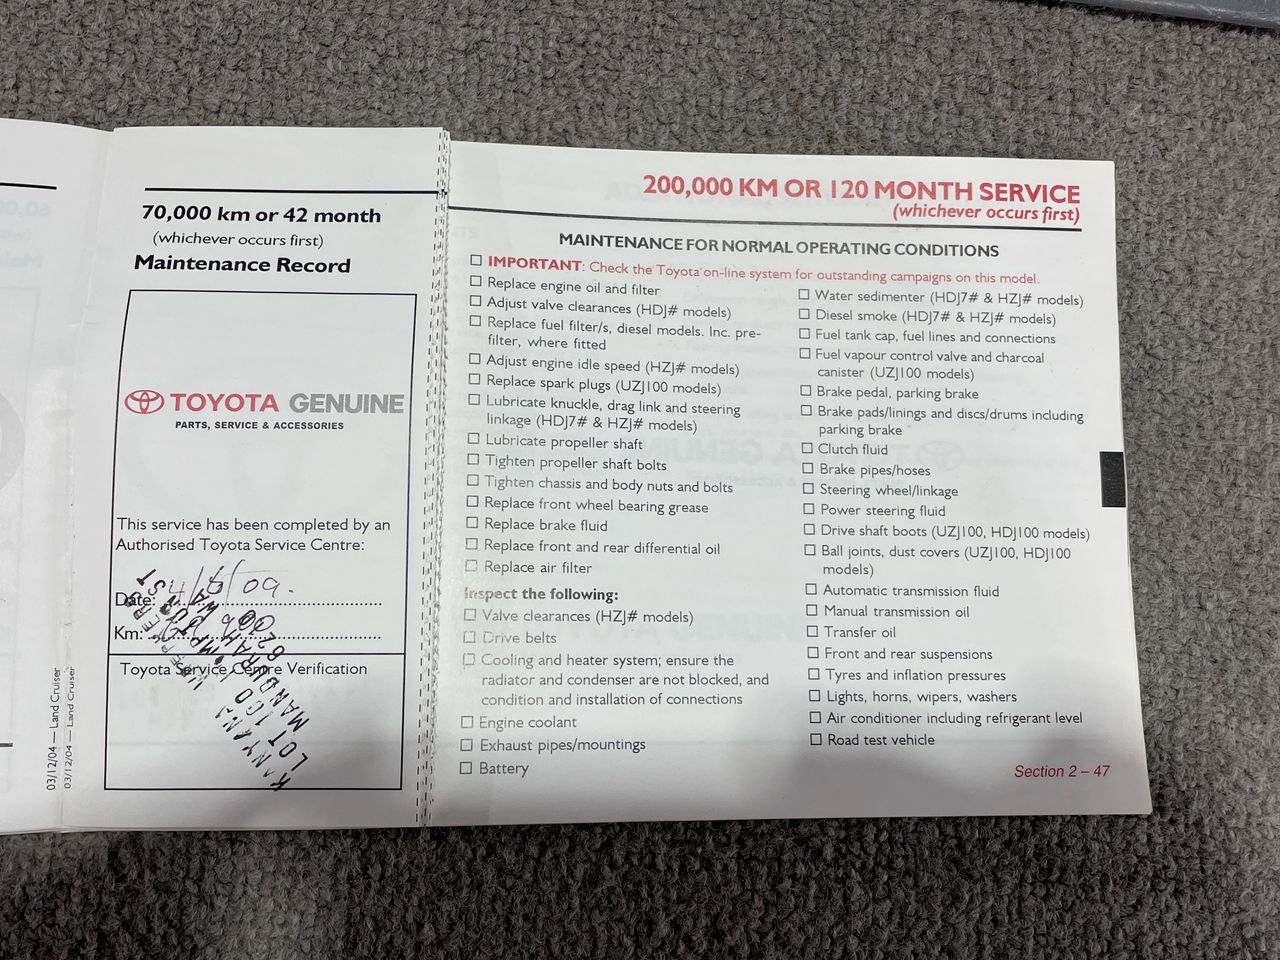 70,000 km or 42 month
(whichever occurs first)
Maintenance Record
TOYOTA GENUINE
PARTS, SERVICE & ACCESSORIES
This service has been completed by an
Authorised Toyota Service Centre:
Date:
Km:
Toyota Service Centre Verification
LOT 100
MANDURAH
03/12/04 — Land Cruiser
03/12/04 — Land Cruiser
200,000 KM OR 120 MONTH SERVICE
(whichever occurs first)
MAINTENANCE FOR NORMAL OPERATING CONDITIONS
IMPORTANT: Check the Toyota on-line system for outstanding campaigns on this model.
Replace engine oil and filter
Adjust valve clearances (HDJ# models)
Replace fuel filter/s, diesel models. Inc. pre-
filter, where fitted
Adjust engine idle speed (HZJ# models)
Replace spark plugs (UZJ100 models)
Lubricate knuckle, drag link and steering
linkage (HDJ7# & HZJ# models)
Lubricate propeller shaft
Tighten propeller shaft bolts
Tighten chassis and body nuts and bolts
Replace front wheel bearing grease
Replace brake fluid
Replace front and rear differential oil
Replace air filter
Inspect the following:
Valve clearances (HZJ# models)
Drive belts
Cooling and heater system; ensure the
radiator and condenser are not blocked, and
condition and installation of connections
Engine coolant
Exhaust pipes/mountings
Battery
Water sedimenter (HDJ7# & HZJ# models)
Diesel smoke (HDJ7# & HZJ# models)
Fuel tank cap, fuel lines and connections
Fuel vapour control valve and charcoal
canister (UZJ100 models)
Brake pedal, parking brake
Brake pads/linings and discs/drums including
parking brake
Clutch fluid
Brake pipes/hoses
Steering wheel/linkage
Power steering fluid
Drive shaft boots (UZJ100, HDJ100 models)
Ball joints, dust covers (UZJ100, HDJ100
models)
Automatic transmission fluid
Manual transmission oil
Transfer oil
Front and rear suspensions
Tyres and inflation pressures
Lights, horns, wipers, washers
Air conditioner including refrigerant level
Road test vehicle
Section 2 – 47